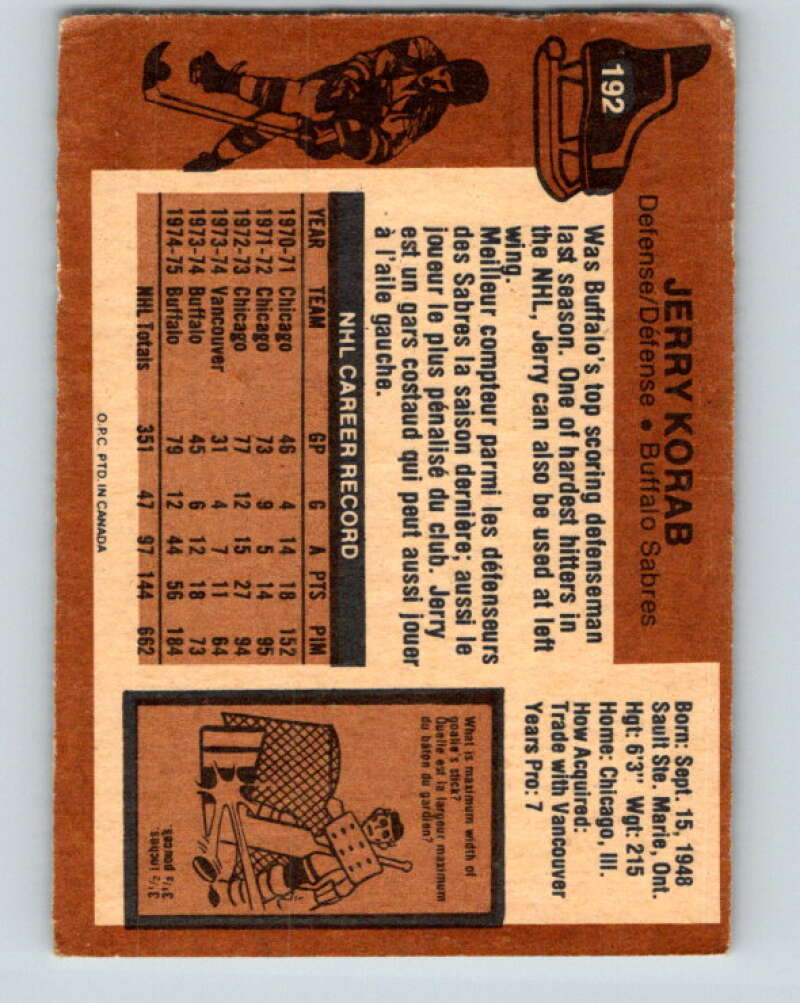 192
JERRY KORAB
Defense/Défense • Buffalo Sabres
Born: Sept. 15, 1948
Sault Ste. Marie, Ont.
Hgt: 6'3" Wgt: 215
Home: Chicago, Ill.
How Acquired:
Trade with Vancouver
Years Pro: 7
Was Buffalo's top scoring defenseman
last season. One of hardest hitters in
the NHL, Jerry can also be used at left
wing.
Meilleur compteur parmi les défenseurs
des Sabres la saison dernière; aussi le
joueur le plus pénalisé du club. Jerry
est un gars costaud qui peut aussi jouer
à l'aile gauche.
NHL CAREER RECORD
YEAR TEAM GP G A PTS PIM
1970-71 Chicago 46 4 14 18 152
1971-72 Chicago 73 9 5 14 95
1972-73 Chicago 77 12 15 27 94
1973-74 Vancouver 31 4 7 11 64
1973-74 Buffalo 45 6 12 18 73
1974-75 Buffalo 79 12 44 56 184
NHL Totals 351 47 97 144 662
What is maximum width of
goalie's stick?
Quelle est la largeur maximum
du bâton du gardien?
3½ inches.
3½ pouces.
O.P.C. PTD. IN CANADA